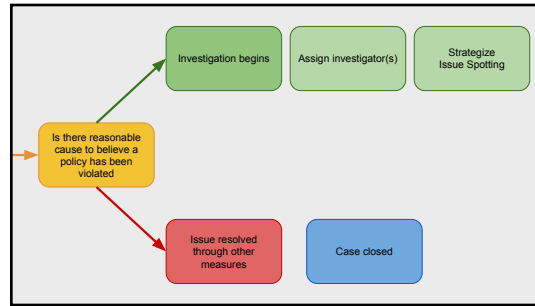 Investigation begins
Assign investigator(s)
Strategize
Issue Spotting
Is there reasonable
cause to believe a
policy has been
violated
Issue resolved
through other
measures
Case closed